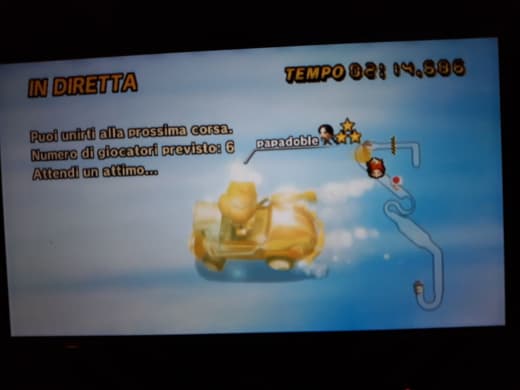 IN DIRETTA
TEMPO 02:14.686
Puoi unirti alla prossima corsa.
Numero di giocatori previsto: 6
Attendi un attimo...
papadoble